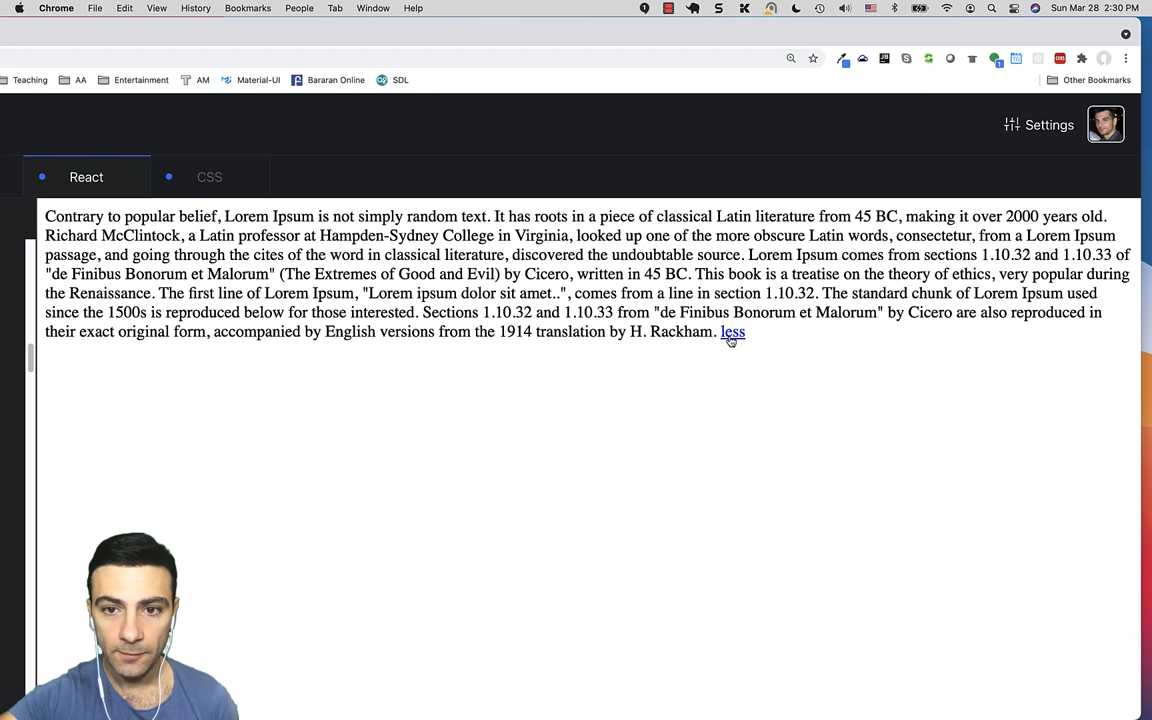 Chrome File Edit View History Bookmarks People Tab Window Help Sun Mar 28 2:30 PM
Teaching AA Entertainment AM Material-UI Bararan Online SDL Other Bookmarks
Settings
React CSS
Contrary to popular belief, Lorem Ipsum is not simply random text. It has roots in a piece of classical Latin literature from 45 BC, making it over 2000 years old.
Richard McClintock, a Latin professor at Hampden-Sydney College in Virginia, looked up one of the more obscure Latin words, consectetur, from a Lorem Ipsum
passage, and going through the cites of the word in classical literature, discovered the undoubtable source. Lorem Ipsum comes from sections 1.10.32 and 1.10.33 of
"de Finibus Bonorum et Malorum" (The Extremes of Good and Evil) by Cicero, written in 45 BC. This book is a treatise on the theory of ethics, very popular during
the Renaissance. The first line of Lorem Ipsum, "Lorem ipsum dolor sit amet..", comes from a line in section 1.10.32. The standard chunk of Lorem Ipsum used
since the 1500s is reproduced below for those interested. Sections 1.10.32 and 1.10.33 from "de Finibus Bonorum et Malorum" by Cicero are also reproduced in
their exact original form, accompanied by English versions from the 1914 translation by H. Rackham. less